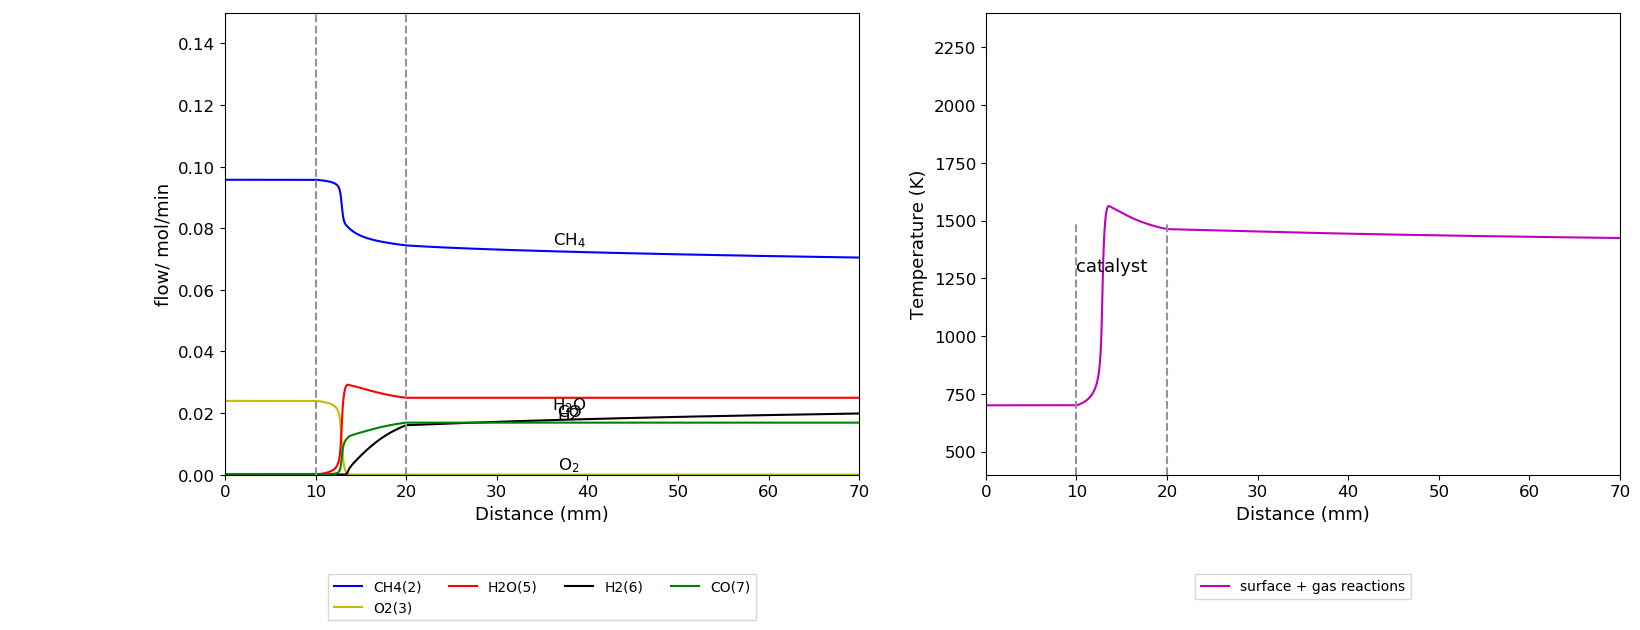 0.14
0.12
0.10
0.08
0.06
0.04
0.02
0.00
flow/ mol/min
CH₄
H₂O
CO
H₂
O₂
0 10 20 30 40 50 60 70
Distance (mm)
CH4(2) H2O(5) H2(6) CO(7)
O2(3)
2250
2000
1750
1500
1250
1000
750
500
Temperature (K)
catalyst
0 10 20 30 40 50 60 70
Distance (mm)
surface + gas reactions